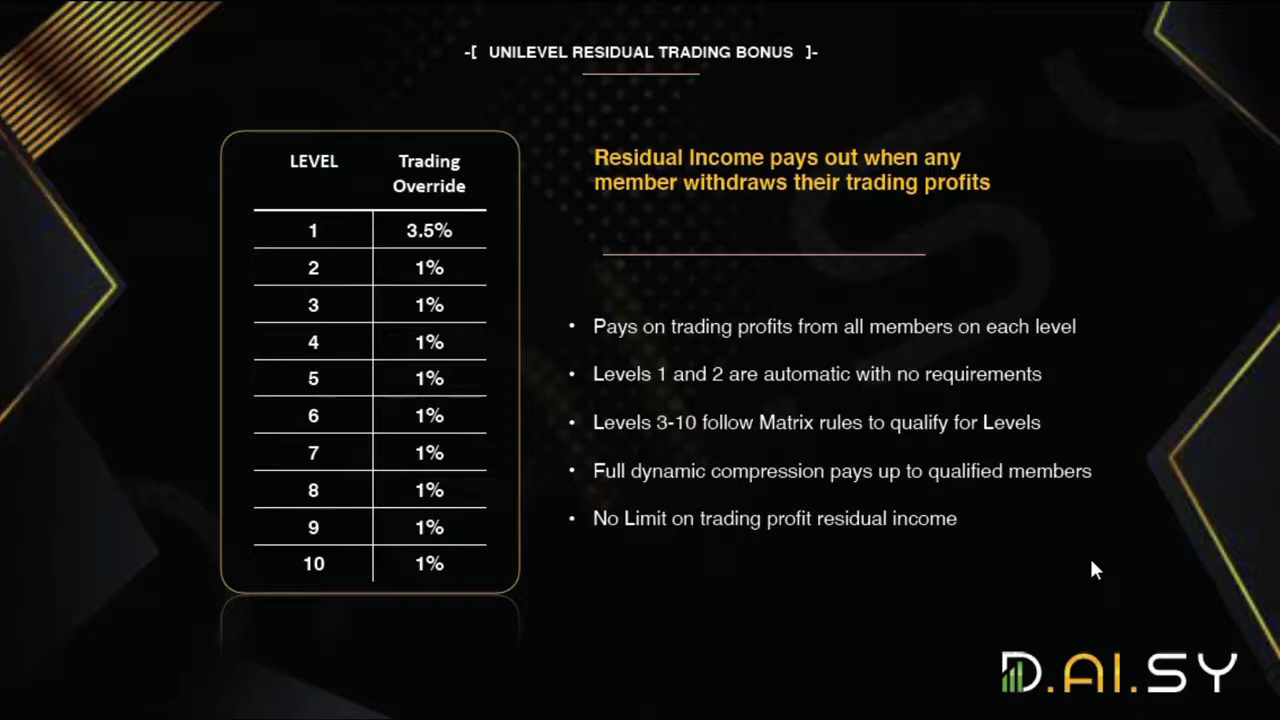 -[ UNILEVEL RESIDUAL TRADING BONUS ]-
LEVEL Trading Override
1 3.5%
2 1%
3 1%
4 1%
5 1%
6 1%
7 1%
8 1%
9 1%
10 1%
Residual Income pays out when any
member withdraws their trading profits
• Pays on trading profits from all members on each level
• Levels 1 and 2 are automatic with no requirements
• Levels 3-10 follow Matrix rules to qualify for Levels
• Full dynamic compression pays up to qualified members
• No Limit on trading profit residual income
D.AI.SY